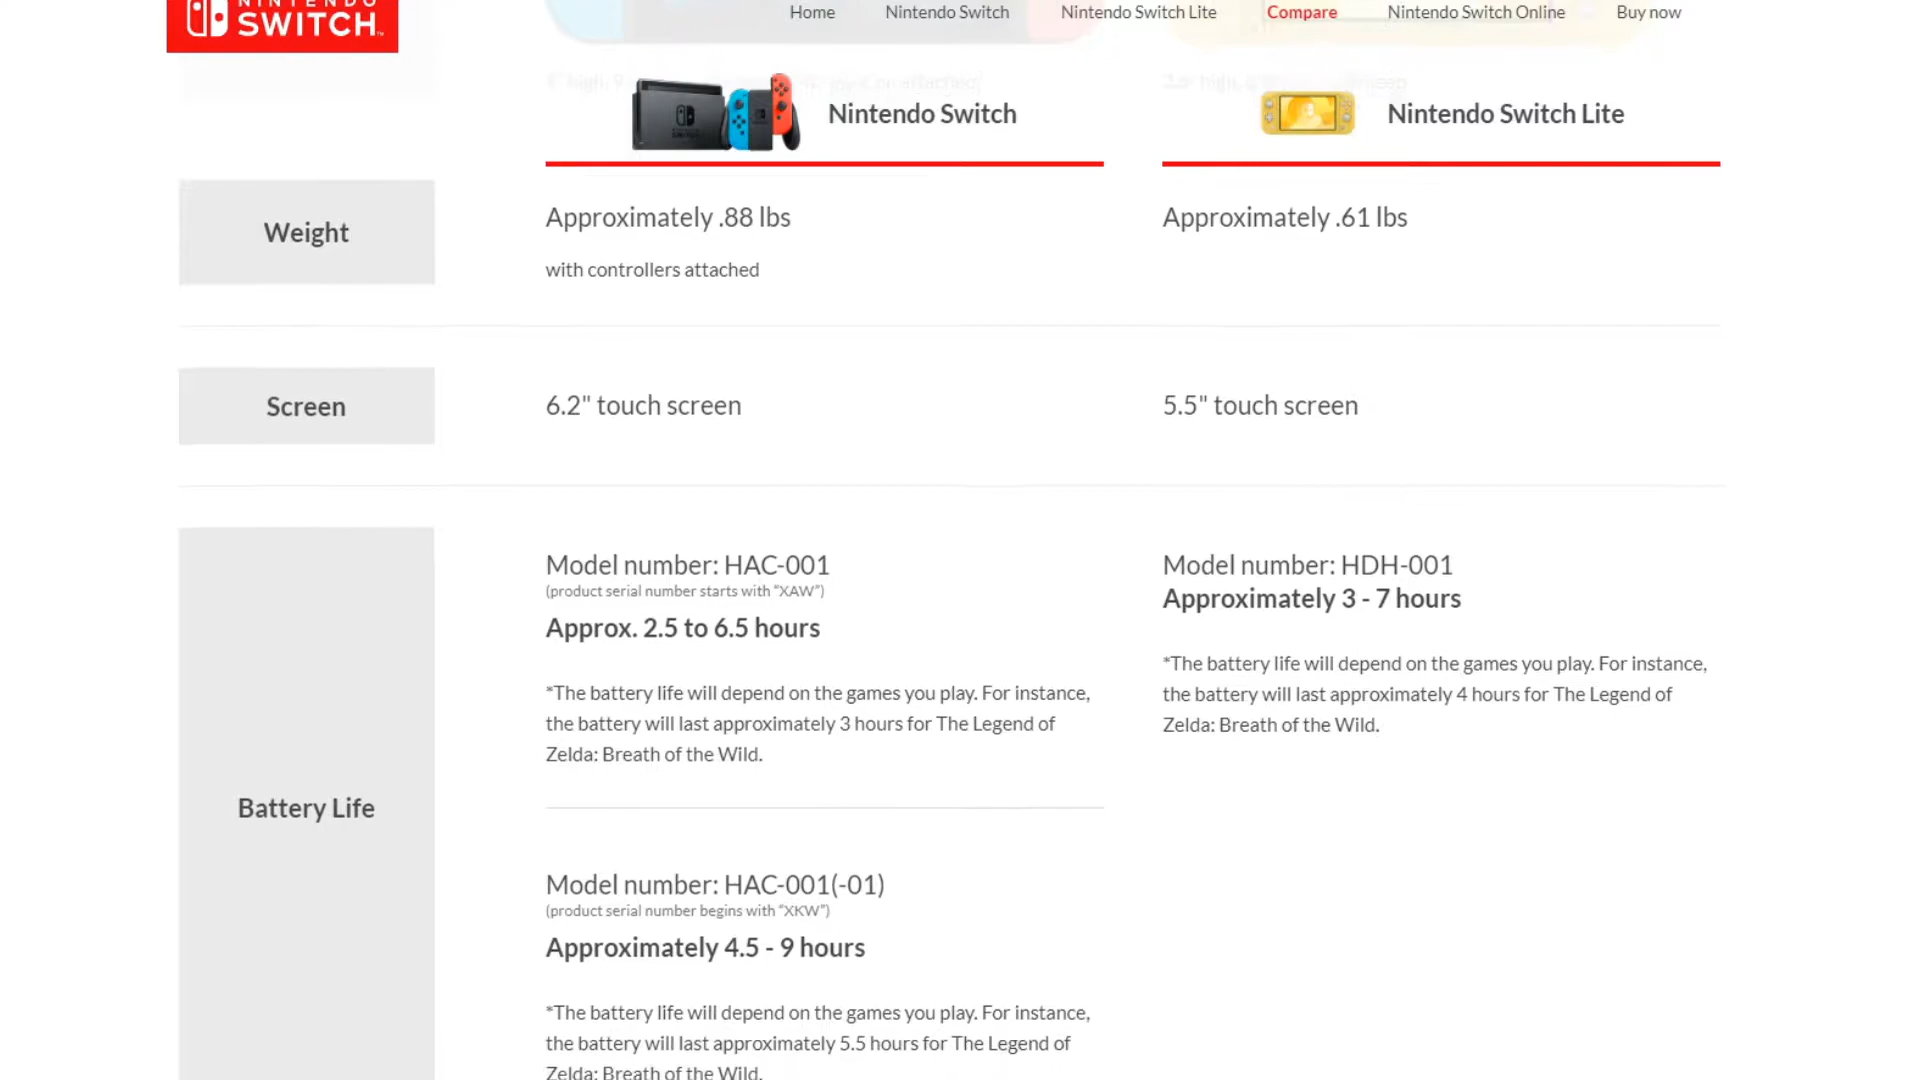 NINTENDO
SWITCH
Home Nintendo Switch Nintendo Switch Lite Compare Nintendo Switch Online Buy now
Nintendo Switch Nintendo Switch Lite
Weight
Approximately .88 lbs
with controllers attached
Approximately .61 lbs
Screen
6.2" touch screen
5.5" touch screen
Battery Life
Model number: HAC-001
(product serial number starts with “XAW”)
Approx. 2.5 to 6.5 hours
*The battery life will depend on the games you play. For instance,
the battery will last approximately 3 hours for The Legend of
Zelda: Breath of the Wild.
Model number: HAC-001(-01)
(product serial number begins with “XKW”)
Approximately 4.5 - 9 hours
*The battery life will depend on the games you play. For instance,
the battery will last approximately 5.5 hours for The Legend of
Zelda: Breath of the Wild.
Model number: HDH-001
Approximately 3 - 7 hours
*The battery life will depend on the games you play. For instance,
the battery will last approximately 4 hours for The Legend of
Zelda: Breath of the Wild.